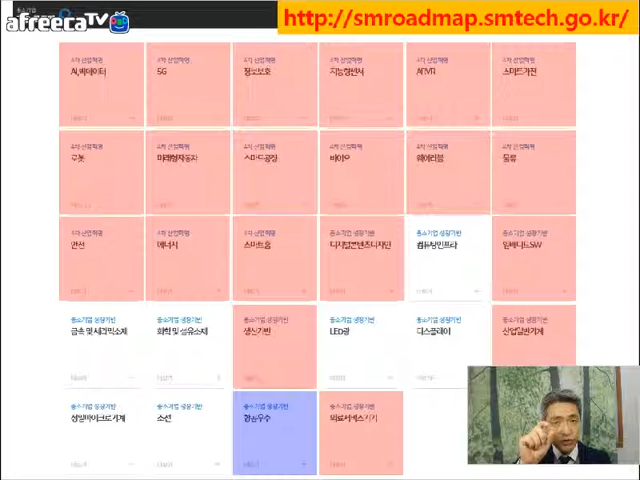 중소기업
afreecaTV
http://smroadmap.smtech.go.kr/
4차 산업혁명
AI,빅데이터
4차 산업혁명
5G
4차 산업혁명
정보보호
4차 산업혁명
지능형센서
4차 산업혁명
AR/VR
4차 산업혁명
스마트가전
4차 산업혁명
로봇
4차 산업혁명
미래형자동차
4차 산업혁명
스마트공장
4차 산업혁명
바이오
4차 산업혁명
웨어러블
4차 산업혁명
물류
4차 산업혁명
안전
4차 산업혁명
에너지
4차 산업혁명
스마트홈
중소기업 성장기반
디지털콘텐츠디자인
중소기업 성장기반
컴퓨팅인프라
중소기업 성장기반
임베디드SW
중소기업 성장기반
금속 및 세라믹소재
중소기업 성장기반
화학 및 섬유소재
중소기업 성장기반
생산기반
중소기업 성장기반
LED광
중소기업 성장기반
디스플레이
중소기업 성장기반
산업일반기계
중소기업 성장기반
정밀마이크로기계
중소기업 성장기반
조선
중소기업 성장기반
항공우주
중소기업 성장기반
의료서비스기기